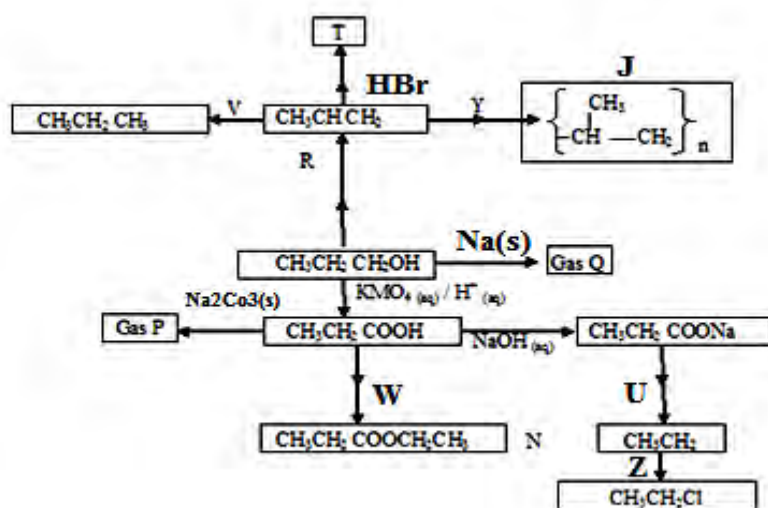 T
HBr
J
CH₃CH₂ CH₃
V
CH₃CHCH₂
Y
CH₃
CH — CH₂
n
R
CH₃CH₂ CH₂OH
Na(s)
Gas Q
KMO₄ (aq) / H⁺ (aq)
Na2Co3(s)
Gas P
CH₃CH₂ COOH
NaOH (aq)
CH₃CH₂ COONa
W
U
CH₃CH₂ COOCH₂CH₃
N
CH₃CH₂
Z
CH₃CH₂Cl